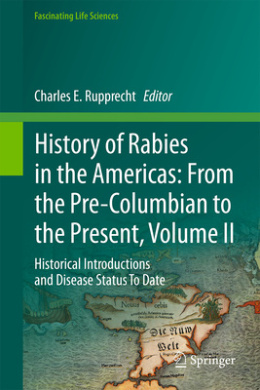 Fascinating Life Sciences
Charles E. Rupprecht Editor
History of Rabies
in the Americas: From
the Pre-Columbian to
the Present, Volume II
Historical Introductions
and Disease Status To Date
Die Nüw
Welt
Springer